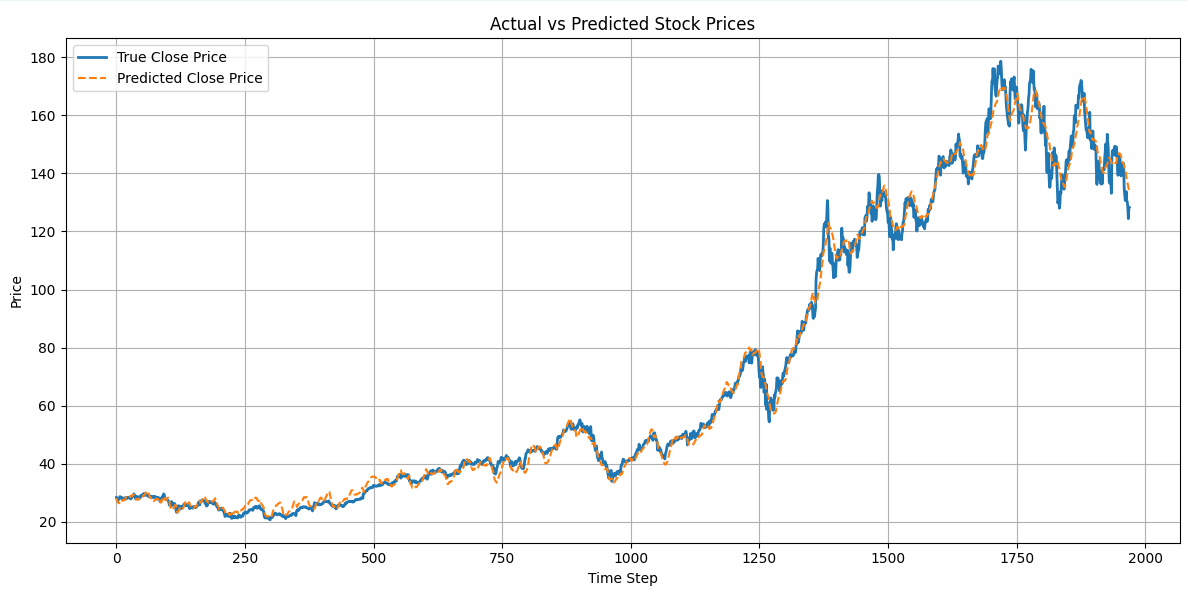 Actual vs Predicted Stock Prices
True Close Price
Predicted Close Price
Price
180
160
140
120
100
80
60
40
20
0 250 500 750 1000 1250 1500 1750 2000
Time Step